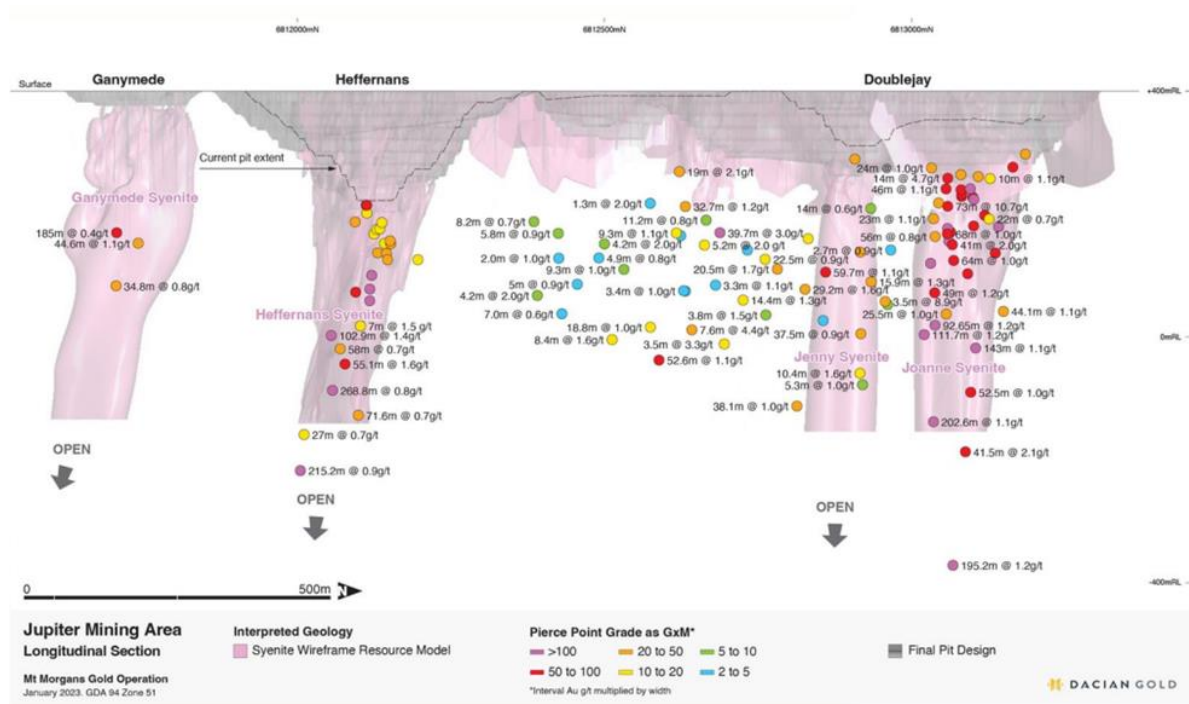 6812000mN
6812500mN
6813000mN
Ganymede
Heffernans
Doublejay
Surface
+400mRL
Current pit extent
24m @ 1.0g/t
19m @ 2.1g/t
14m @ 4.7g/t
10m @ 1.1g/t
46m @ 1.1g/t
Ganymede Syenite
1.3m @ 2.0g/t
32.7m @ 1.2g/t
14m @ 0.6g/t
73m @ 10.7g/t
8.2m @ 0.7g/t
11.2m @ 0.8g/t
23m @ 1.1g/t
22m @ 0.7g/t
185m @ 0.4g/t
5.8m @ 0.9g/t
9.3m @ 1.1g/t
39.7m @ 3.0g/t
56m @ 0.8g/t
68m @ 1.0g/t
44.6m @ 1.1g/t
4.2m @ 2.0g/t
5.2m @ 2.0 g/t
2.7m @ 0.9g/t
41m @ 2.0g/t
2.0m @ 1.0g/t
4.9m @ 0.8g/t
22.5m @ 0.9g/t
64m @ 1.0g/t
9.3m @ 1.0g/t
20.5m @ 1.7g/t
59.7m @ 1.1g/t
34.8m @ 0.8g/t
5m @ 0.9g/t
3.3m @ 1.1g/t
15.9m @ 1.3g/t
3.4m @ 1.0g/t
29.2m @ 1.6g/t
49m @ 1.2g/t
4.2m @ 2.0g/t
14.4m @ 1.3g/t
3.5m @ 8.9g/t
Heffernans Syenite
7.0m @ 0.6g/t
3.8m @ 1.5g/t
25.5m @ 1.0g/t
44.1m @ 1.1g/t
7m @ 1.5 g/t
18.8m @ 1.0g/t
7.6m @ 4.4g/t
37.5m @ 0.9g/t
92.65m @ 1.2g/t
102.9m @ 1.4g/t
8.4m @ 1.6g/t
3.5m @ 3.3g/t
111.7m @ 1.2g/t
0mRL
58m @ 0.7g/t
Jenny Syenite
143m @ 1.1g/t
55.1m @ 1.6g/t
52.6m @ 1.1g/t
Joanne Syenite
10.4m @ 1.6g/t
5.3m @ 1.0g/t
268.8m @ 0.8g/t
52.5m @ 1.0g/t
38.1m @ 1.0g/t
71.6m @ 0.7g/t
202.6m @ 1.1g/t
27m @ 0.7g/t
OPEN
41.5m @ 2.1g/t
215.2m @ 0.9g/t
OPEN
OPEN
195.2m @ 1.2g/t
-400mRL
0
500m
N
Jupiter Mining Area
Longitudinal Section
Mt Morgans Gold Operation
January 2023. GDA 94 Zone 51
Interpreted Geology
Syenite Wireframe Resource Model
Pierce Point Grade as GxM*
>100
20 to 50
5 to 10
50 to 100
10 to 20
2 to 5
*Interval Au g/t multiplied by width
Final Pit Design
DACIAN GOLD